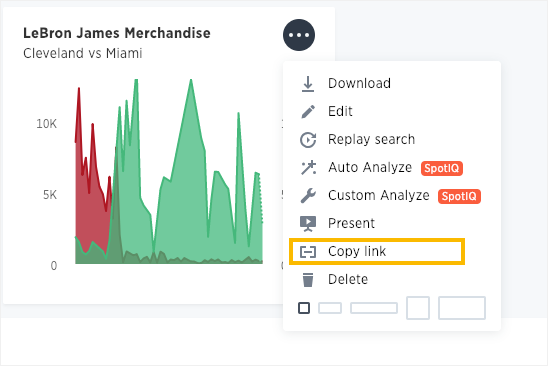 LeBron James Merchandise
Cleveland vs Miami
10K
5K
0
Download
Edit
Replay search
Auto Analyze SpotIQ
Custom Analyze SpotIQ
Present
Copy link
Delete